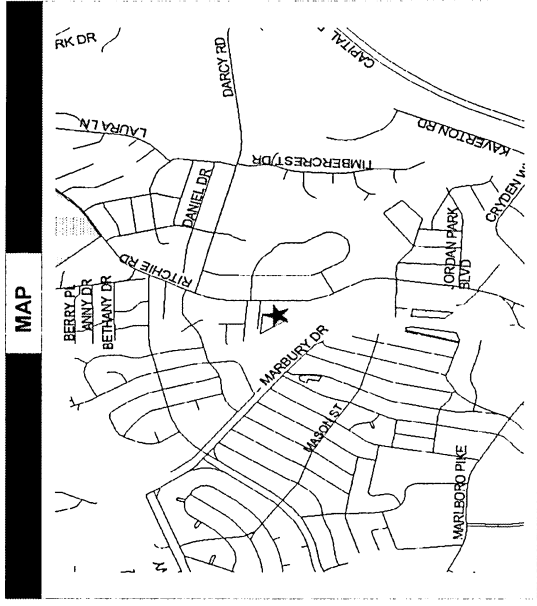 MAP
RK DR
DARCY RD
CAPITAL
LAURA LN
TIMBERCREST DR
KAVERTON RD
DANIEL DR
CRYDEN W
RITCHIE RD
JORDAN PARK
BLVD
BERRY PL
ANNY DR
BETHANY DR
MARBURY DR
MASON ST
MARLBORO PIKE